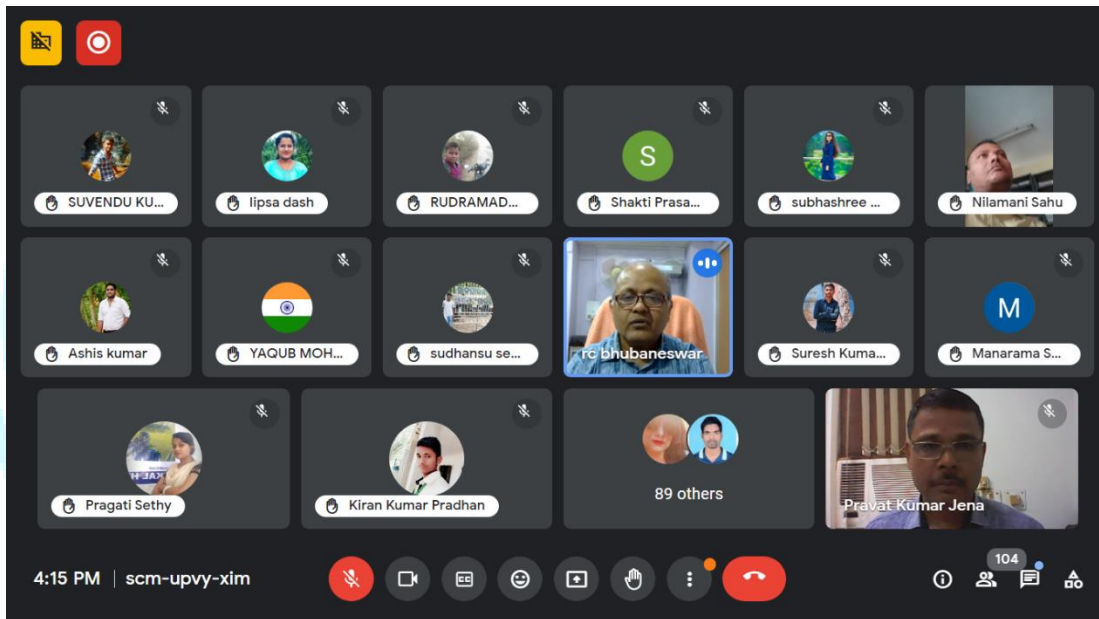 SUVENDU KU...
lipsa dash
RUDRAMAD...
S
Shakti Prasa...
subhashree ...
Nilamani Sahu
Ashis kumar
YAQUB MOH...
sudhansu se...
rc bhubaneswar
Suresh Kuma...
M
Manarama S...
Pragati Sethy
Kiran Kumar Pradhan
89 others
Pravat Kumar Jena
4:15 PM | scm-upvy-xim
CC
104